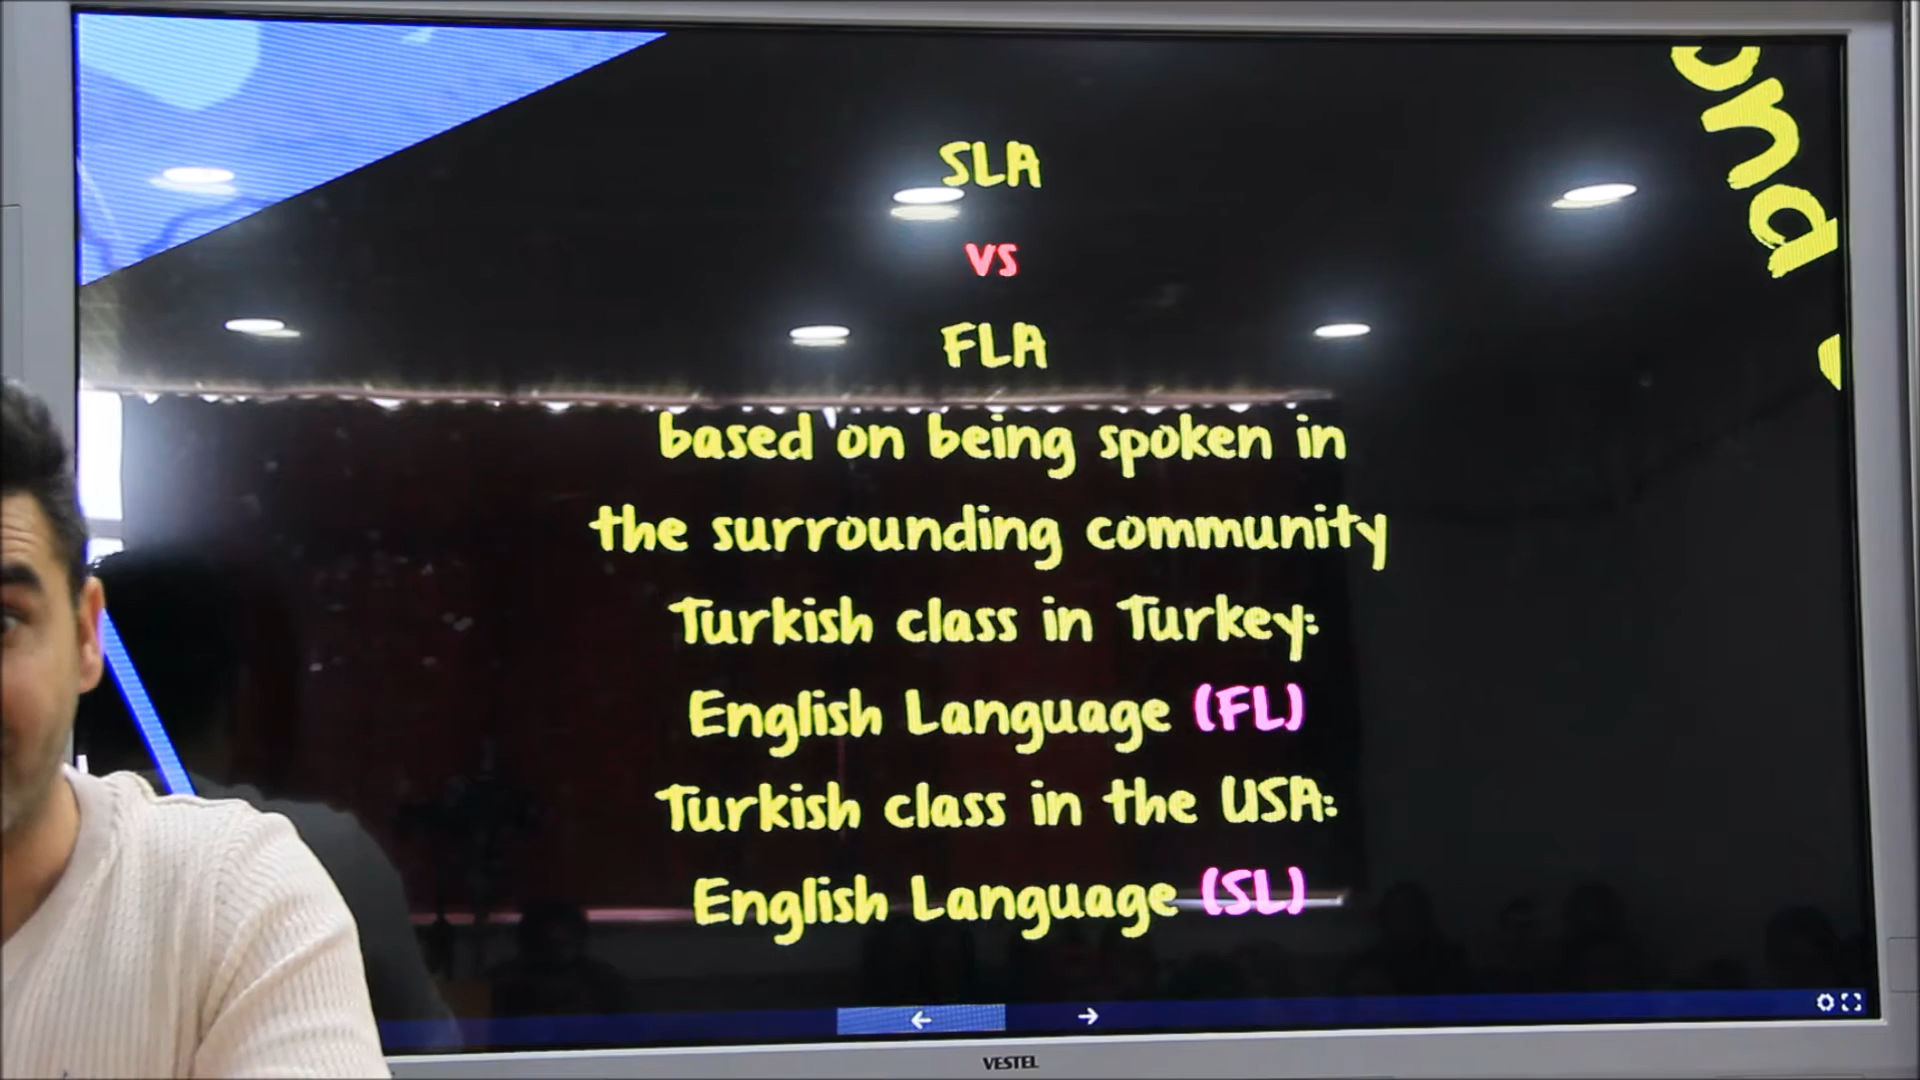 SLA
vs
FLA
based on being spoken in
the surrounding community
Turkish class in Turkey:
English Language (FL)
Turkish class in the USA:
English Language (SL)
ond
VESTEL